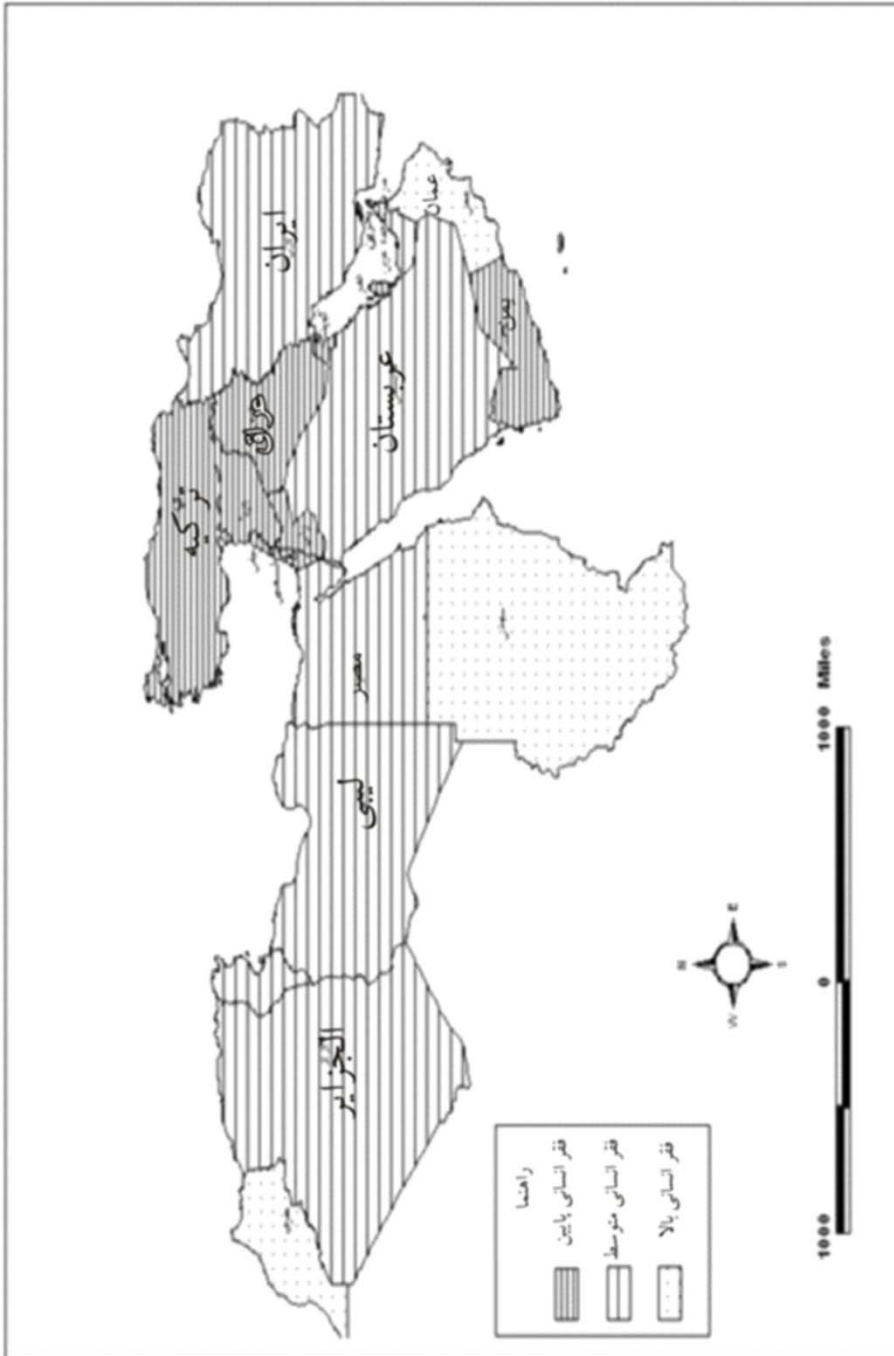 ایران
عمان
عراق
عربستان
یمن
ترکیه
مصر
لیبی
الجزایر
N
E
S
W
راهنما
فقر انسانی پایین
فقر انسانی متوسط
فقر انسانی بالا
1000 0 1000 Miles